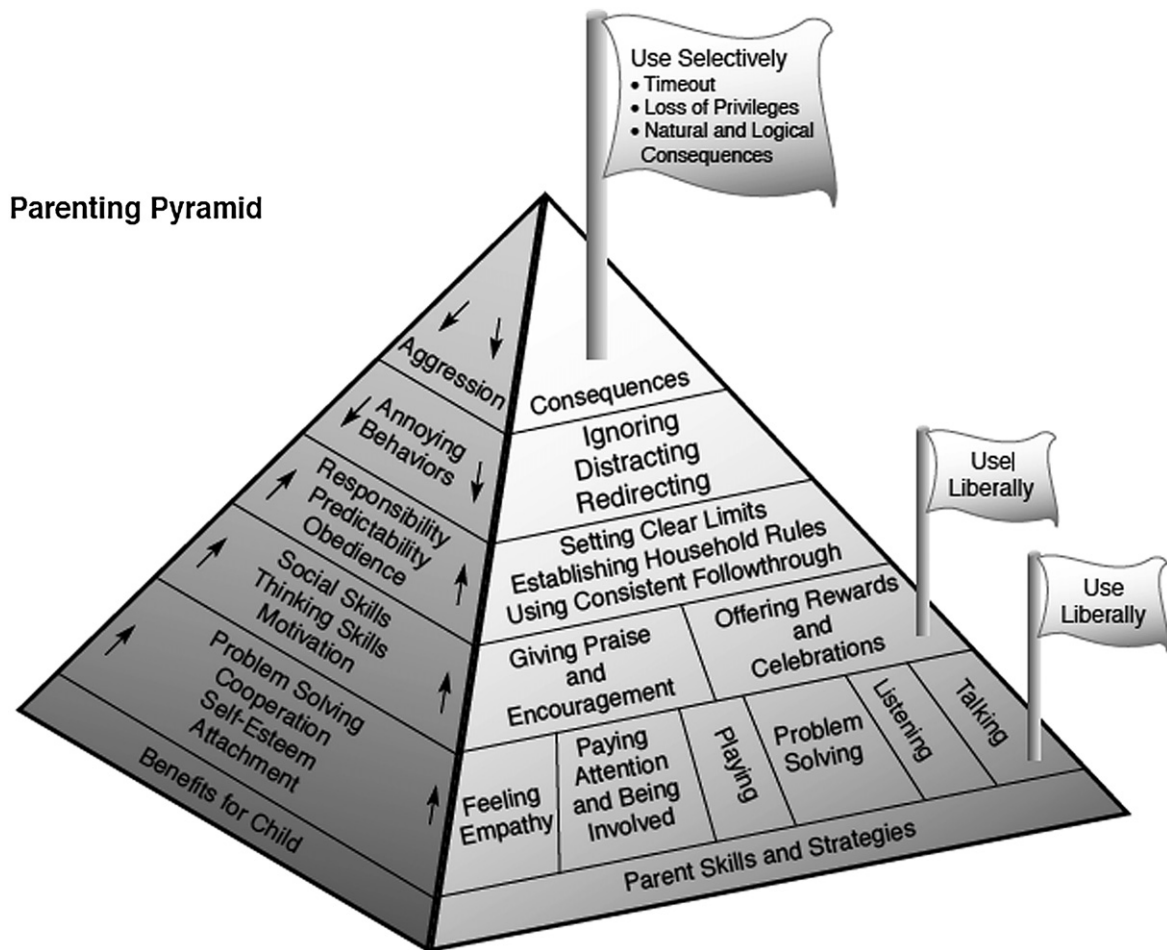 Use Selectively
• Timeout
• Loss of Privileges
• Natural and Logical
Consequences
Parenting Pyramid
Aggression
Annoying
Behaviors
Responsibility
Predictability
Obedience
Social Skills
Thinking Skills
Motivation
Problem Solving
Cooperation
Self-Esteem
Attachment
Benefits for Child
Consequences
Ignoring
Distracting
Redirecting
Setting Clear Limits
Establishing Household Rules
Using Consistent Followthrough
Giving Praise
and
Encouragement
Offering Rewards
and
Celebrations
Use|
Liberally
Feeling
Empathy
Paying
Attention
and Being
Involved
Playing
Problem
Solving
Listening
Talking
Use
Liberally
Parent Skills and Strategies